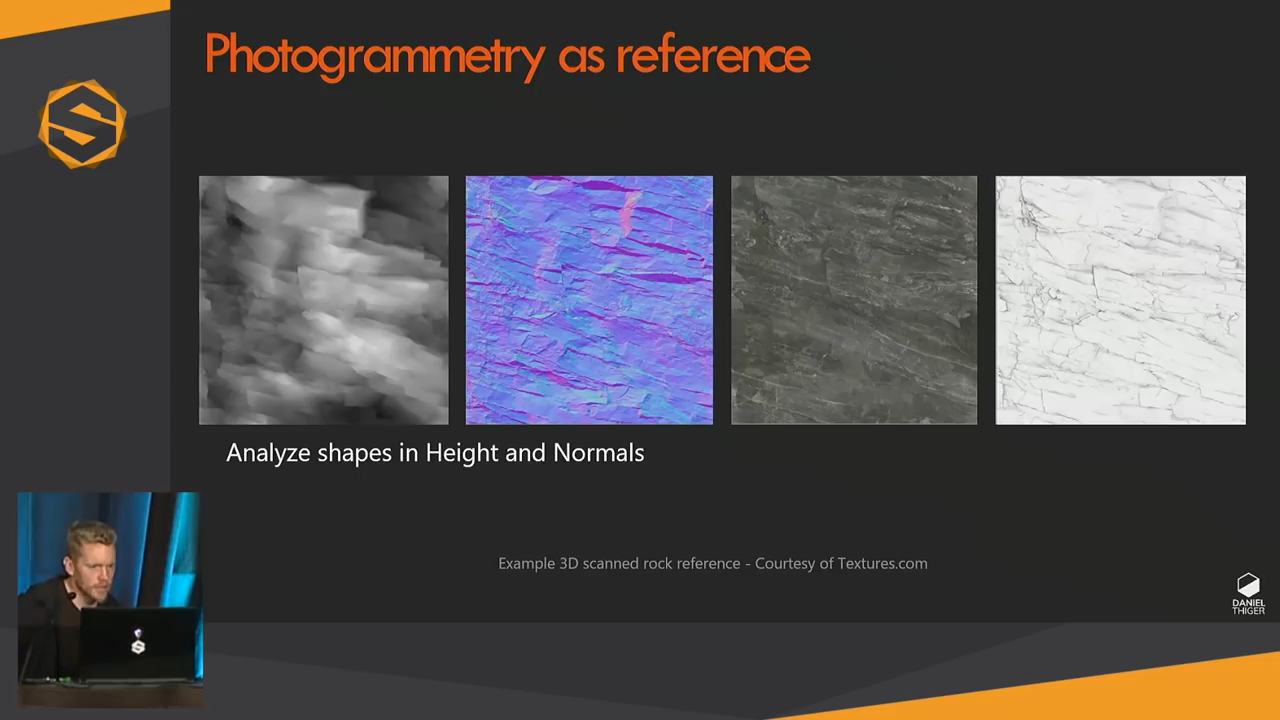 Photogrammetry as reference
Analyze shapes in Height and Normals
Example 3D scanned rock reference - Courtesy of Textures.com
DANIEL
THIGER